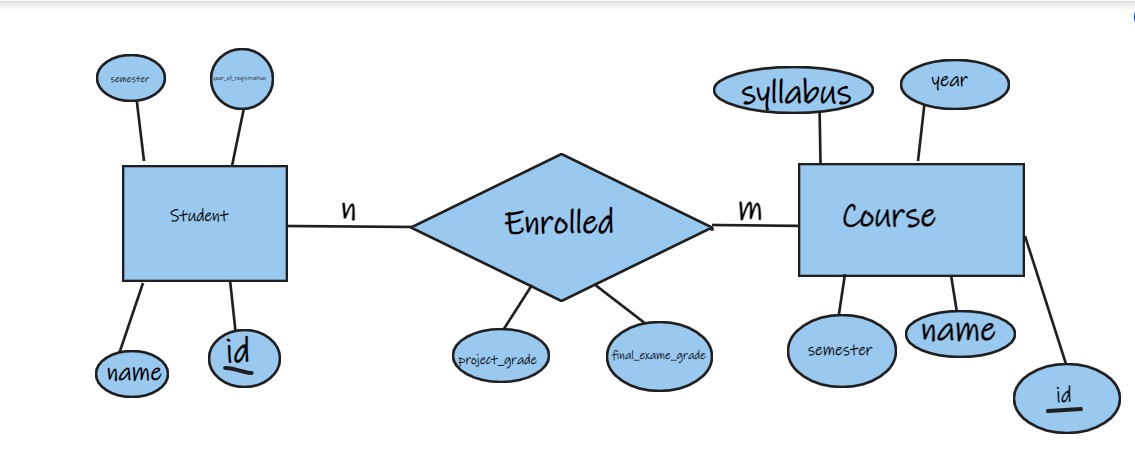 semester
year_of_registration
syllabus
year
Student
n
Enrolled
m
Course
name
id
project_grade
final_exame_grade
semester
name
id